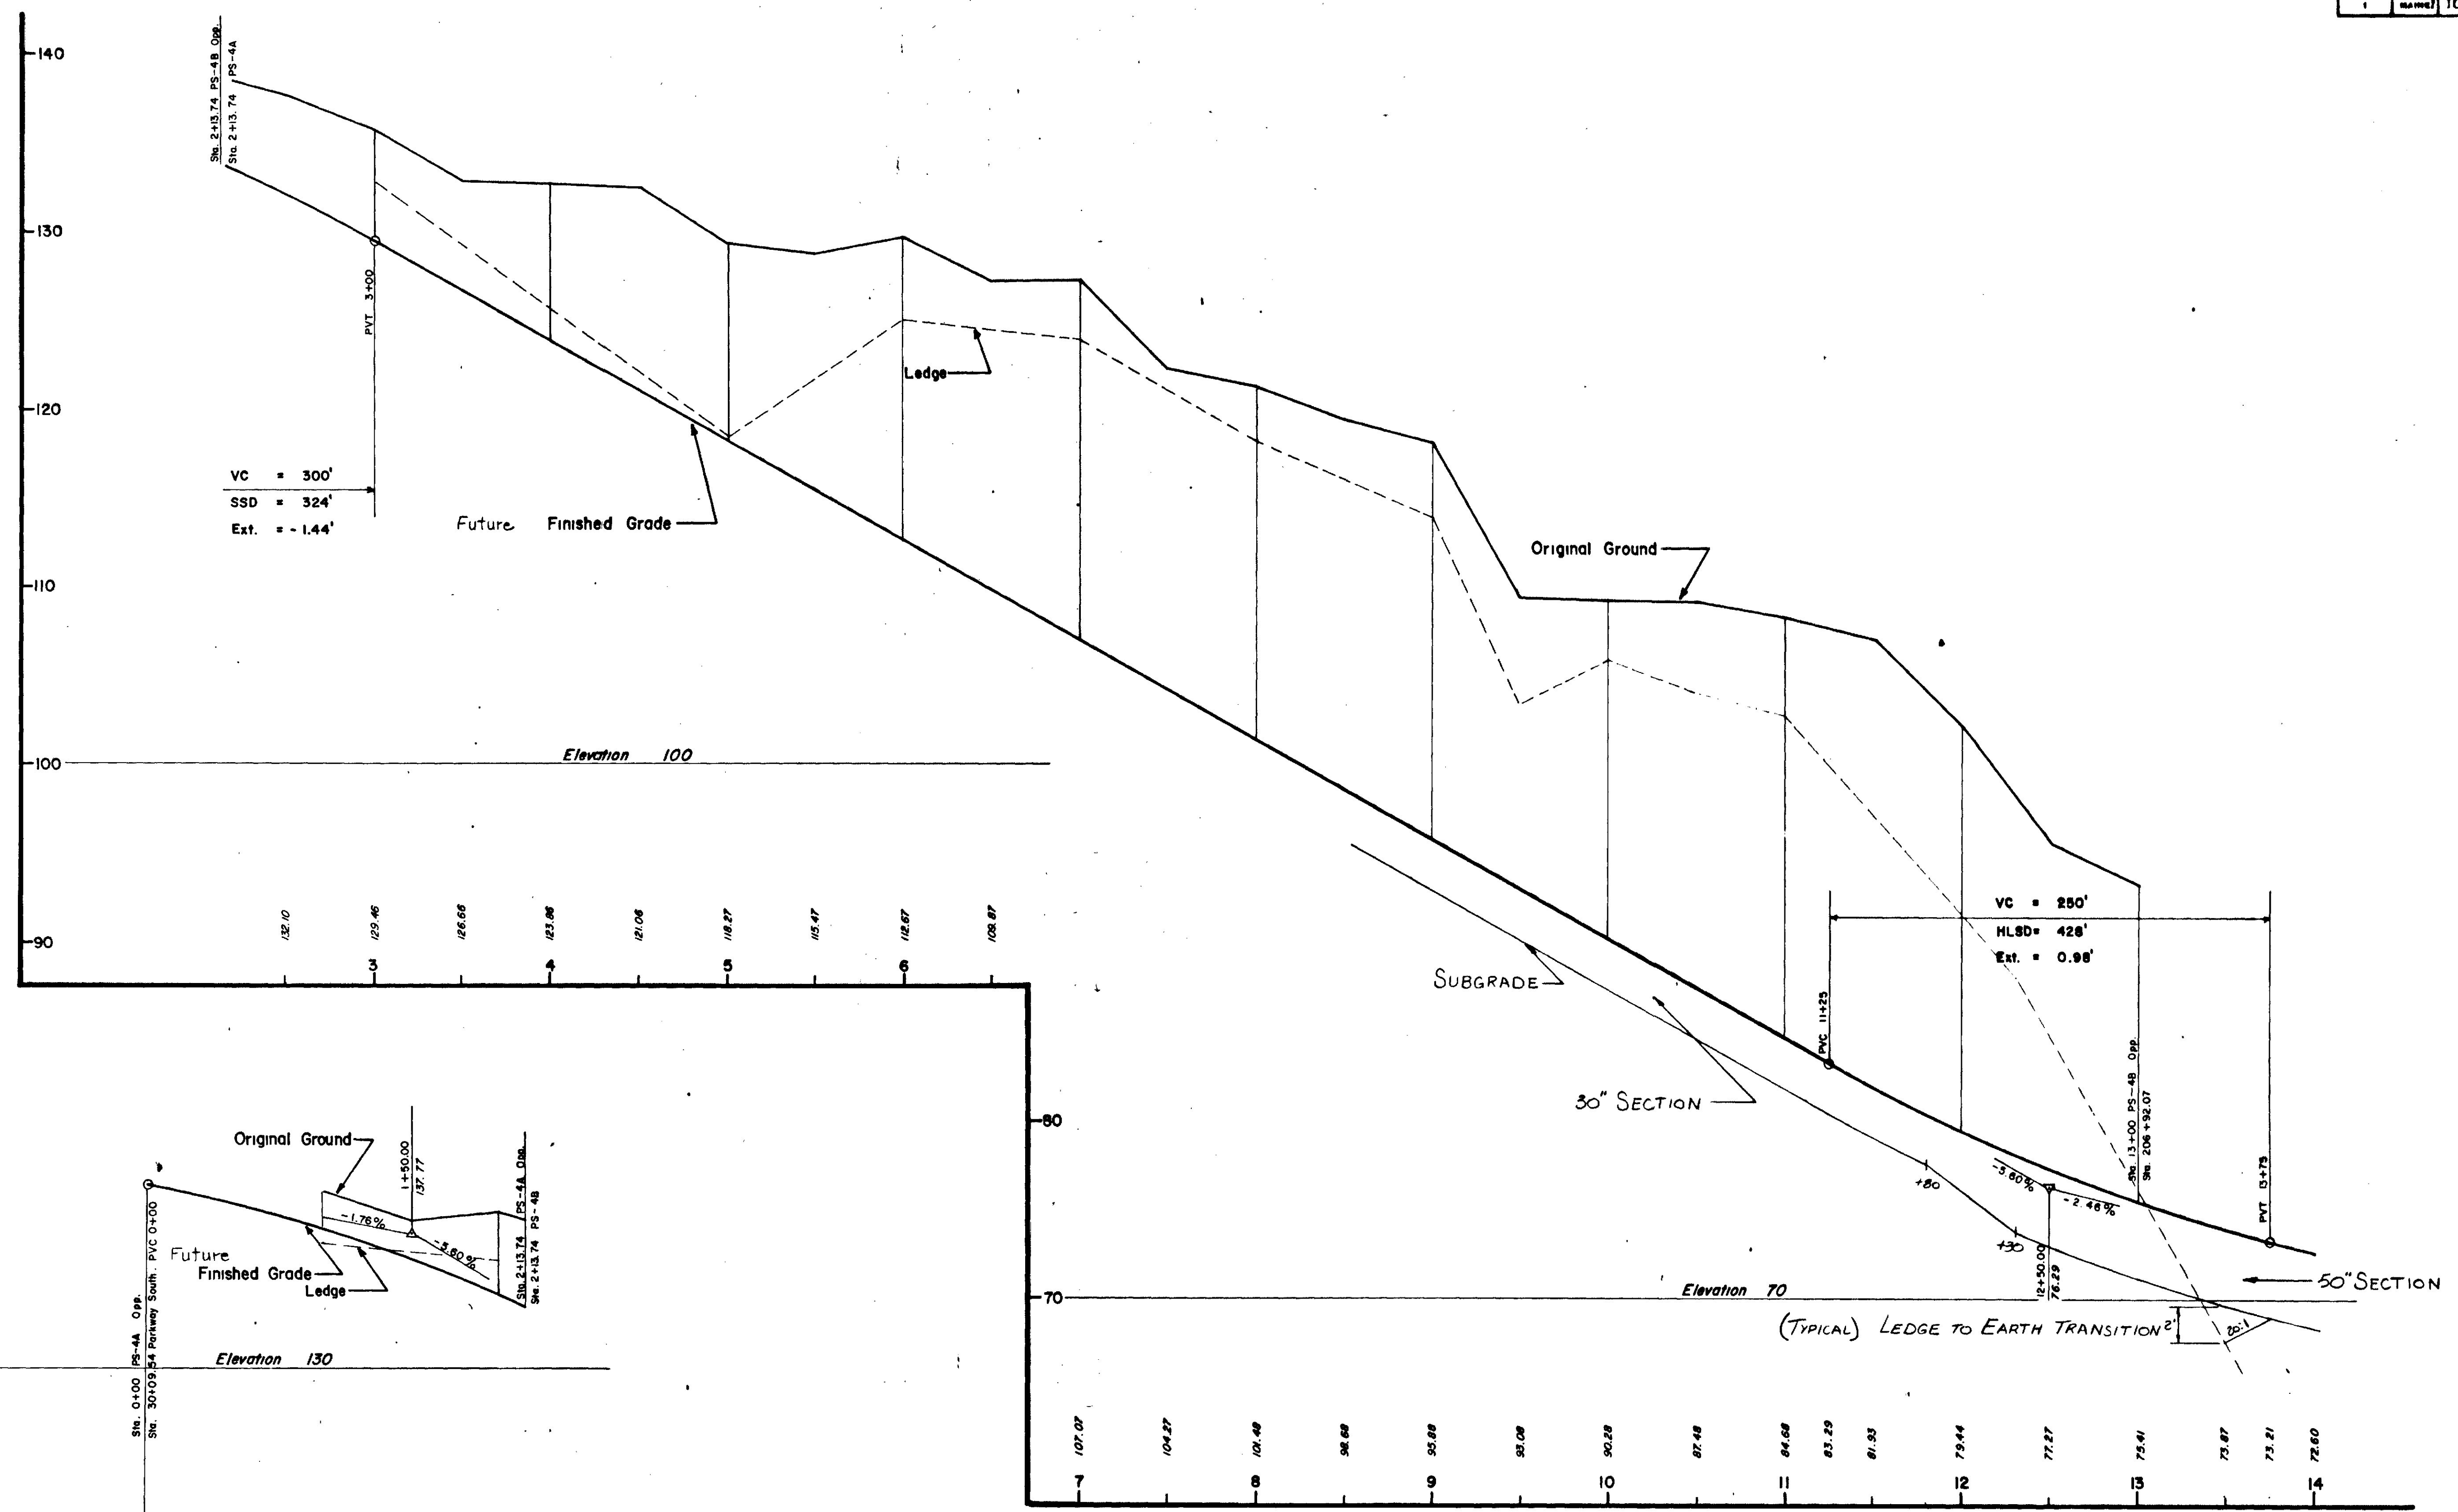 140
130
120
110
100
90
Sta. 2+13.74 PS-4B Opp.
Sta. 2+13.74 PS-4A
PVT 3+00
VC = 300'
SSD = 324'
Ext. = -1.44'
Future Finished Grade
Ledge
Original Ground
Elevation 100
132.10
129.46
126.66
123.86
121.06
118.27
115.47
112.67
109.87
3
4
5
6
SUBGRADE
30" SECTION
PVC 11+25
VC = 250'
HLSD= 428'
Ext. = 0.98'
Sta. 13+00 PS-4B Opp.
Sta. 206+92.07
PVT 13+75
80
70
+80
+30
-5.60%
-2.46%
12+50.00
76.29
Elevation 70
50" SECTION
(TYPICAL) LEDGE TO EARTH TRANSITION
2'
20:1
Original Ground
1+50.00
137.77
-1.76%
-5.60%
Sta. 2+13.74 PS-4A Opp.
Sta. 2+13.74 PS-4B
Future
Finished Grade
Ledge
Sta. 0+00 PS-4A Opp.
Sta. 30+09.54 Parkway South. PVC 0+00
Elevation 130
107.07
104.27
101.48
98.68
95.88
93.08
90.28
87.48
84.68
83.29
81.93
79.44
77.27
75.41
73.87
73.21
72.60
7
8
9
10
11
12
13
14